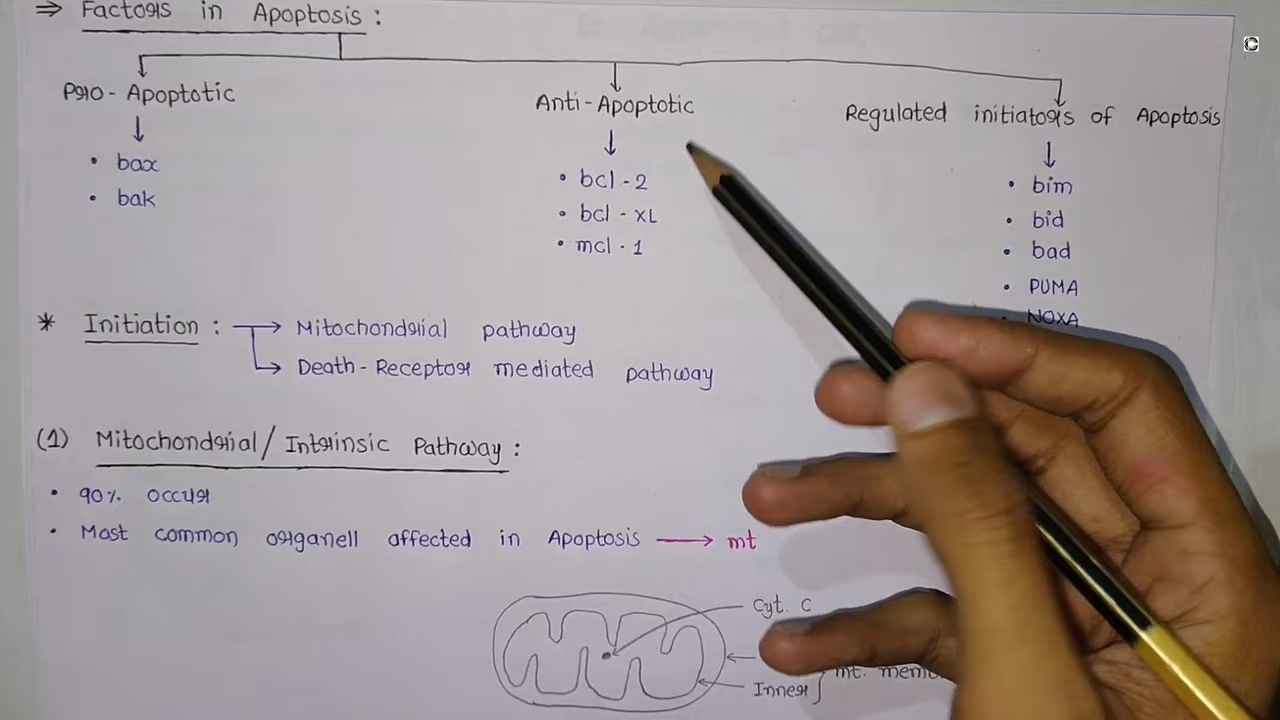 ⇒ Factors in Apoptosis :
Pro - Apoptotic
• bax
• bak
Anti - Apoptotic
• bcl - 2
• bcl - XL
• mcl - 1
Regulated initiators of Apoptosis
• bim
• bid
• bad
• PUMA
• NOXA
* Initiation : → Mitochondrial pathway
→ Death - Receptor mediated pathway
(1) Mitochondrial / Intrinsic Pathway :
• 90% occur
• Most common organell affected in Apoptosis → mt
Cyt. C
Inner
mt.